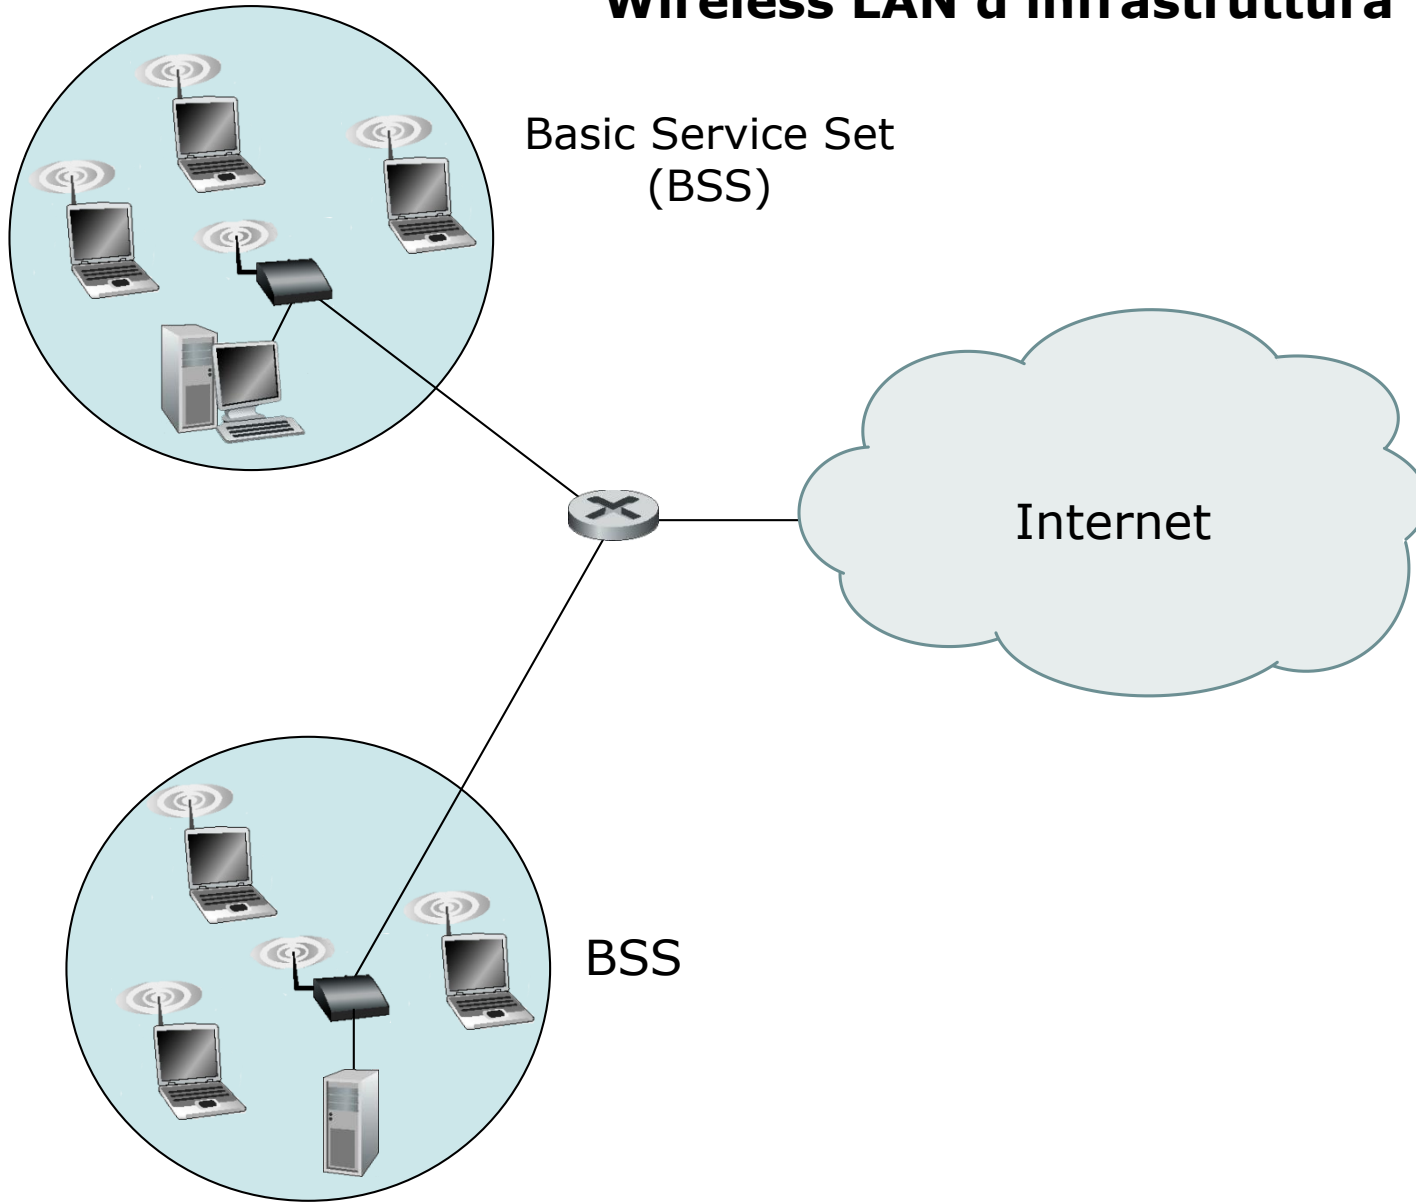 Wireless LAN d'infrastruttura
Basic Service Set
(BSS)
Internet
BSS